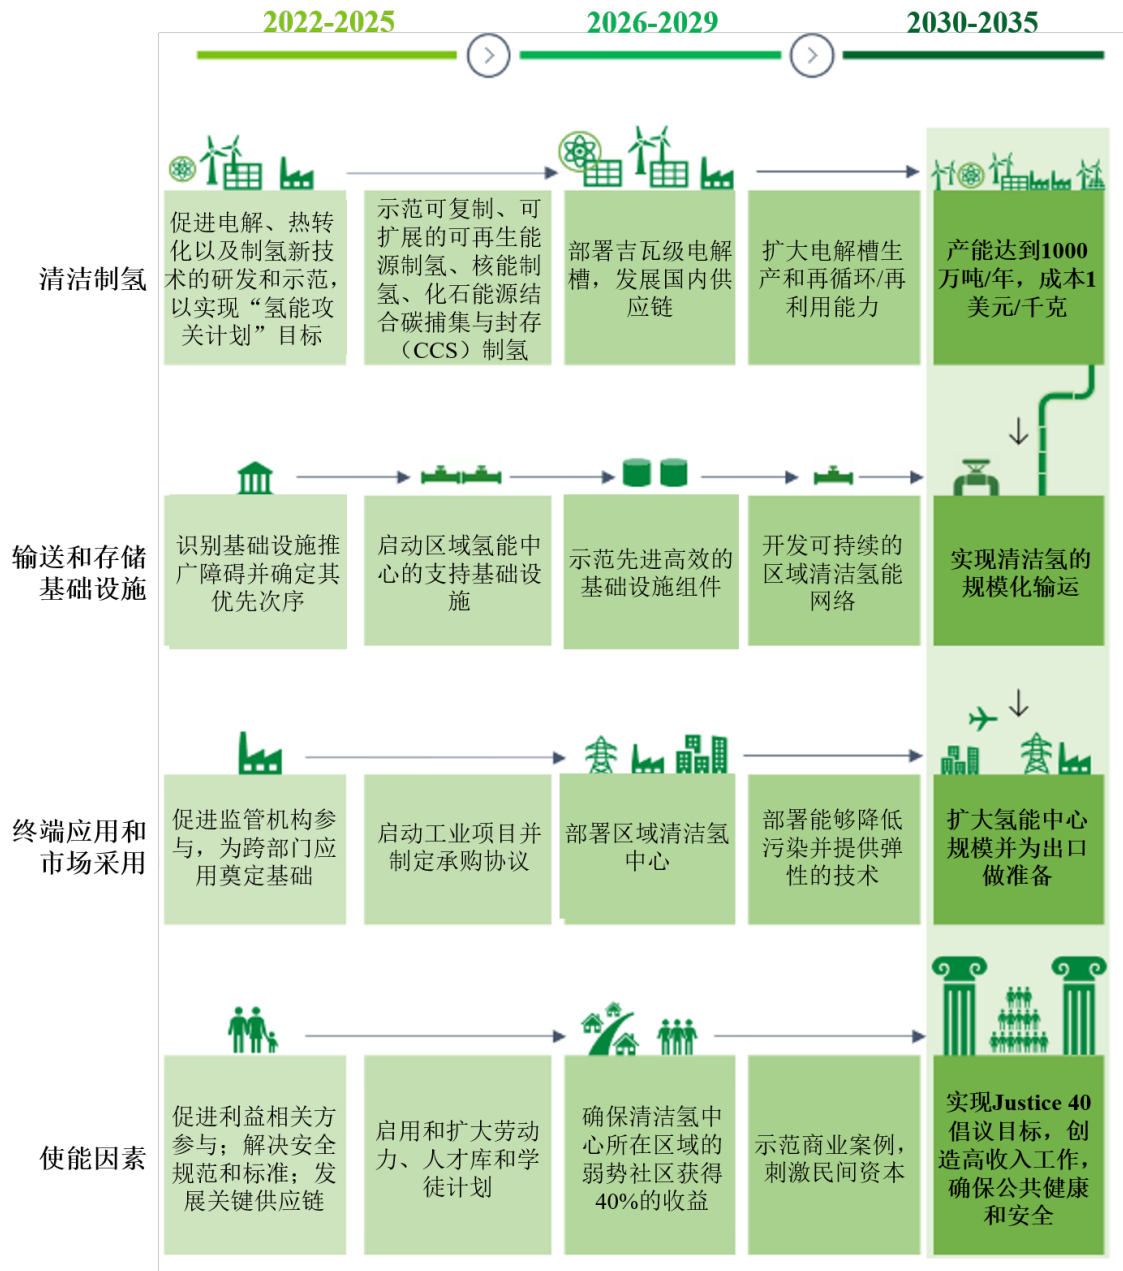 2022-2025
2026-2029
2030-2035
清洁制氢
促进电解、热转
化以及制氢新技
术的研发和示范，
以实现“氢能攻
关计划”目标
示范可复制、可
扩展的可再生能
源制氢、核能制
氢、化石能源结
合碳捕集与封存
（CCS）制氢
部署吉瓦级电解
槽，发展国内供
应链
扩大电解槽生
产和再循环/再
利用能力
产能达到1000
万吨/年，成本1
美元/千克
输送和存储
基础设施
识别基础设施推
广障碍并确定其
优先次序
启动区域氢能中
心的支持基础设
施
示范先进高效的
基础设施组件
开发可持续的
区域清洁氢能
网络
实现清洁氢的
规模化输运
终端应用和
市场采用
促进监管机构参
与，为跨部门应
用奠定基础
启动工业项目并
制定承购协议
部署区域清洁氢
中心
部署能够降低
污染并提供弹
性的技术
扩大氢能中心
规模并为出口
做准备
使能因素
促进利益相关方
参与；解决安全
规范和标准；发
展关键供应链
启用和扩大劳动
力、人才库和学
徒计划
确保清洁氢中
心所在区域的
弱势社区获得
40%的收益
示范商业案例，
刺激民间资本
实现Justice 40
倡议目标，创
造高收入工作，
确保公共健康
和安全